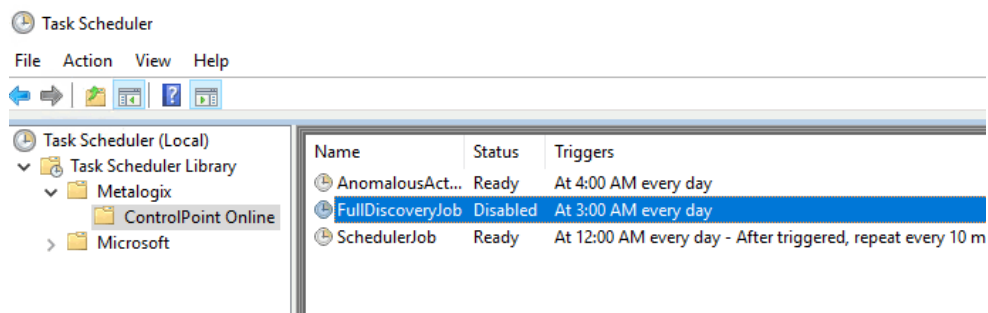 Task Scheduler
File Action View Help
Task Scheduler (Local)
Task Scheduler Library
Metalogix
ControlPoint Online
Microsoft
Name Status Triggers
AnomalousAct... Ready At 4:00 AM every day
FullDiscoveryJob Disabled At 3:00 AM every day
SchedulerJob Ready At 12:00 AM every day - After triggered, repeat every 10 m